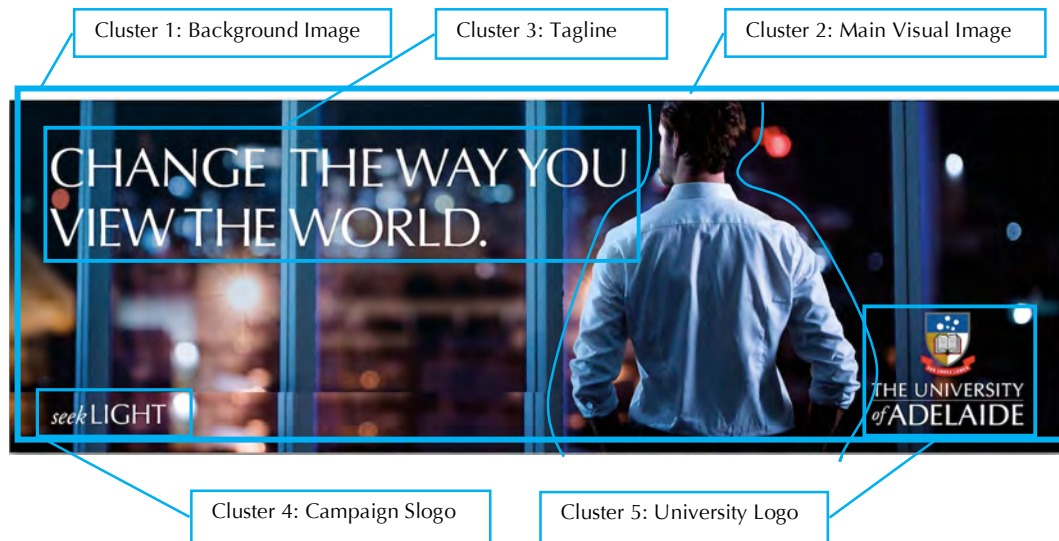 Cluster 1: Background Image
Cluster 3: Tagline
Cluster 2: Main Visual Image
CHANGE THE WAY YOU
VIEW THE WORLD.
seek LIGHT
THE UNIVERSITY
of ADELAIDE
Cluster 4: Campaign Slogo
Cluster 5: University Logo